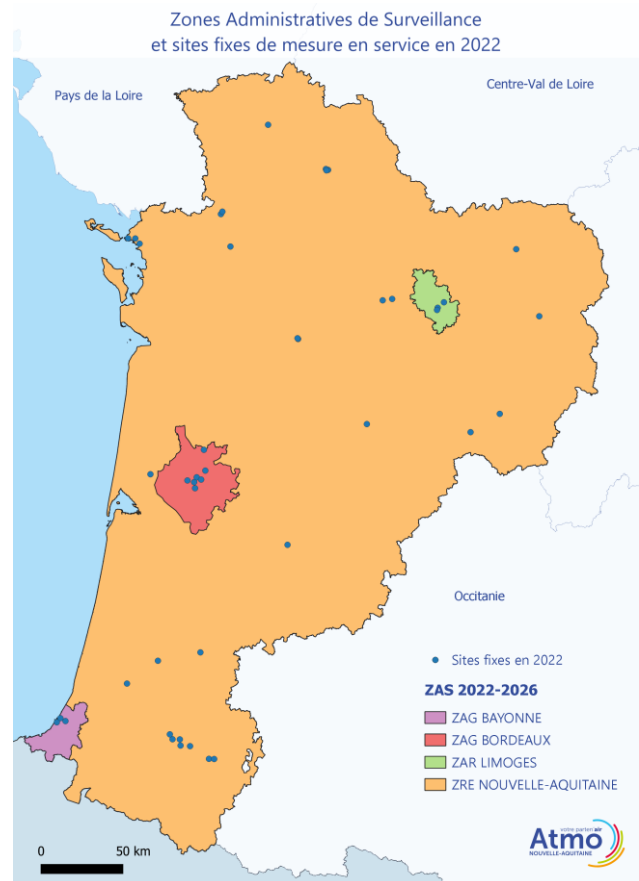 Zones Administratives de Surveillance
et sites fixes de mesure en service en 2022
Pays de la Loire
Centre-Val de Loire
Occitanie
Sites fixes en 2022
ZAS 2022-2026
ZAG BAYONNE
ZAG BORDEAUX
ZAR LIMOGES
ZRE NOUVELLE-AQUITAINE
0 50 km
votre parten'air
Atmo
NOUVELLE-AQUITAINE